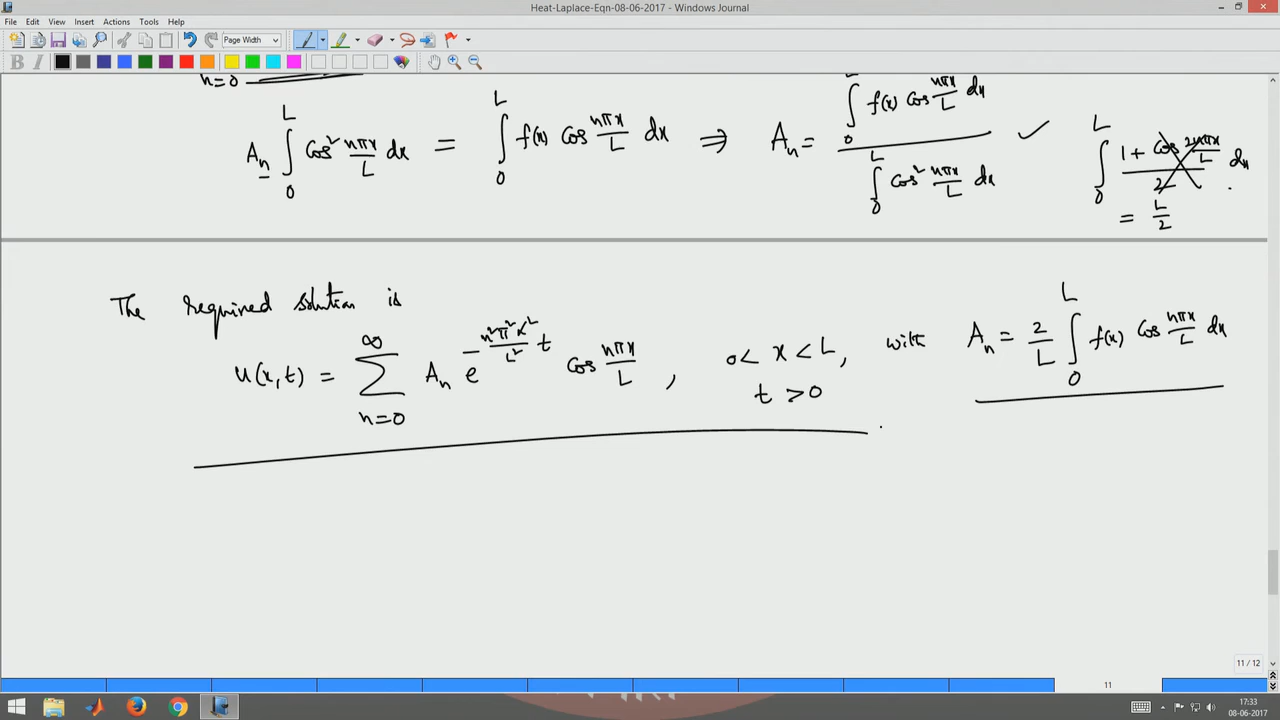 Heat-Laplace-Eqn-08-06-2017 - Windows Journal
File Edit View Insert Actions Tools Help
Page Width
B I
n=0
A_n ∫_0^L cos² nπx/L dx = ∫_0^L f(x) cos nπx/L dx ⇒ A_n = ∫_0^L f(x) cos nπx/L dx / ∫_0^L cos² nπx/L dx ✓ ∫_0^L (1 + cos 2nπx/L)/2 dx
= L/2
The required solution is
u(x,t) = ∑_{n=0}^∞ A_n e^{-n²π²α²/L² t} cos nπx/L , 0 < x < L, t > 0 with A_n = 2/L ∫_0^L f(x) cos nπx/L dx
11 / 12
11
17:33
08-06-2017